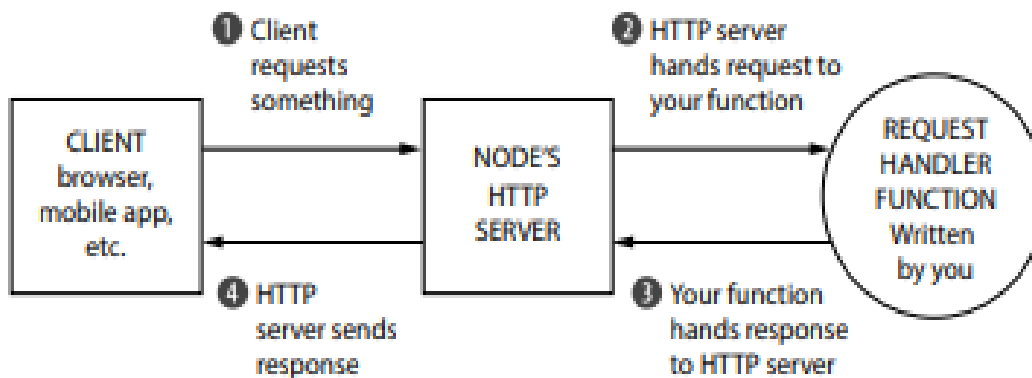 1 Client
requests
something
2 HTTP server
hands request to
your function
CLIENT
browser,
mobile app,
etc.
NODE'S
HTTP
SERVER
REQUEST
HANDLER
FUNCTION
Written
by you
4 HTTP
server sends
response
3 Your function
hands response
to HTTP server